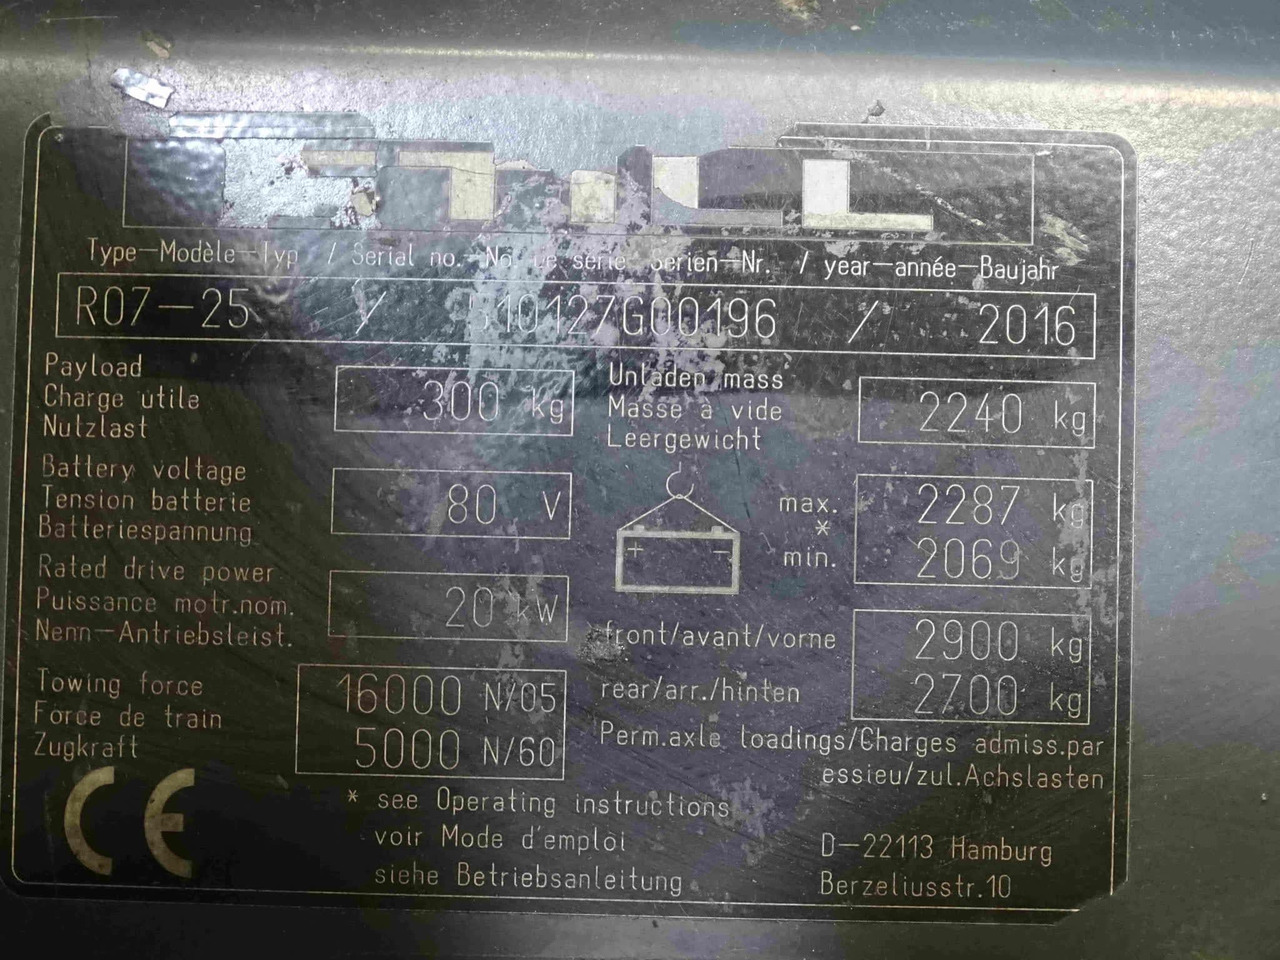 Type-Modèle-Typ / Serial no.-No. de série-Serien-Nr. / year-année-Baujahr
R07-25 / 510127G00196 / 2016
Payload
Charge utile
Nutzlast
300 kg
Unladen mass
Masse à vide
Leergewicht
2240 kg
Battery voltage
Tension batterie
Batteriespannung
80 V
+ -
max. 2287 kg
*
min. 2069 kg
Rated drive power
Puissance motr.nom.
Nenn-Antriebsleist.
20 kW
front/avant/vorne 2900 kg
rear/arr./hinten 2700 kg
Perm.axle loadings/Charges admiss.par
essieu/zul.Achslasten
Towing force
Force de train
Zugkraft
16000 N/05
5000 N/60
CE
* see Operating instructions
voir Mode d'emploi
siehe Betriebsanleitung
D-22113 Hamburg
Berzeliusstr.10